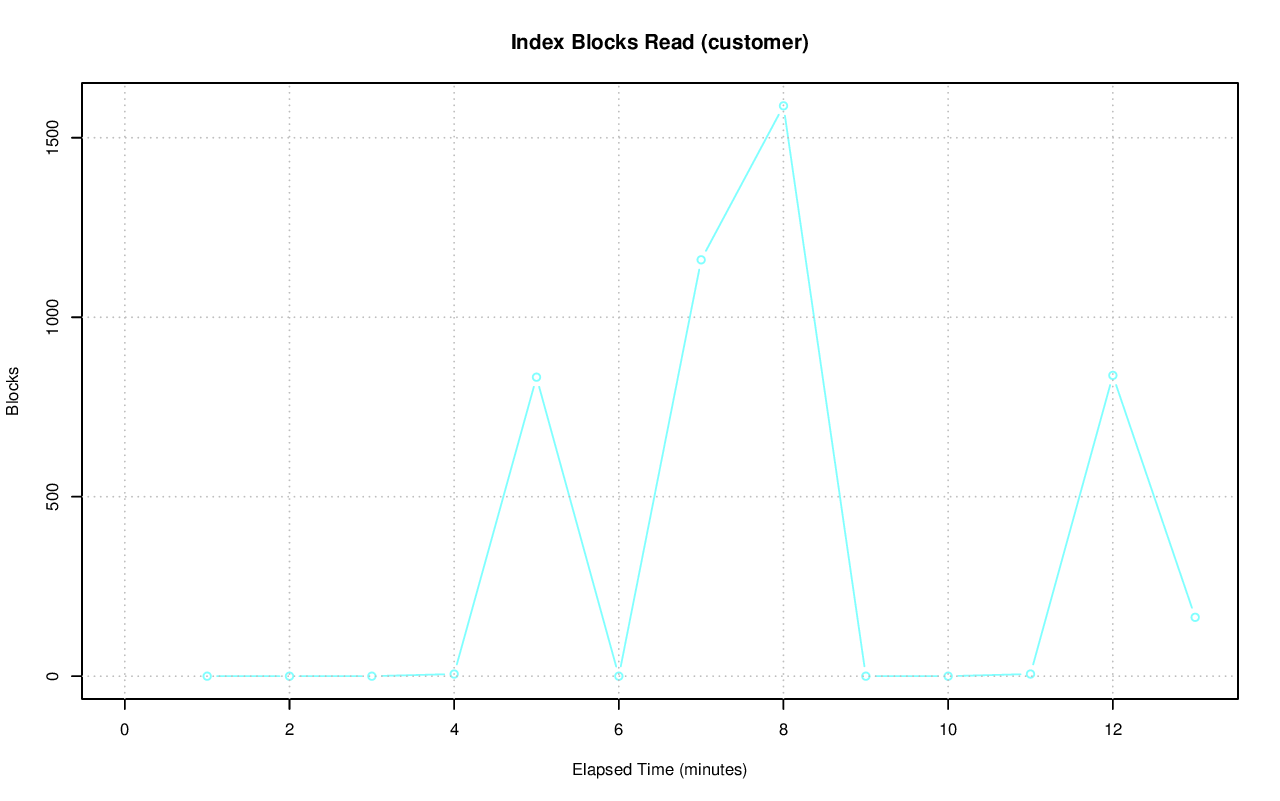 Index Blocks Read (customer)
1500
1000
500
0
Blocks
0 2 4 6 8 10 12
Elapsed Time (minutes)